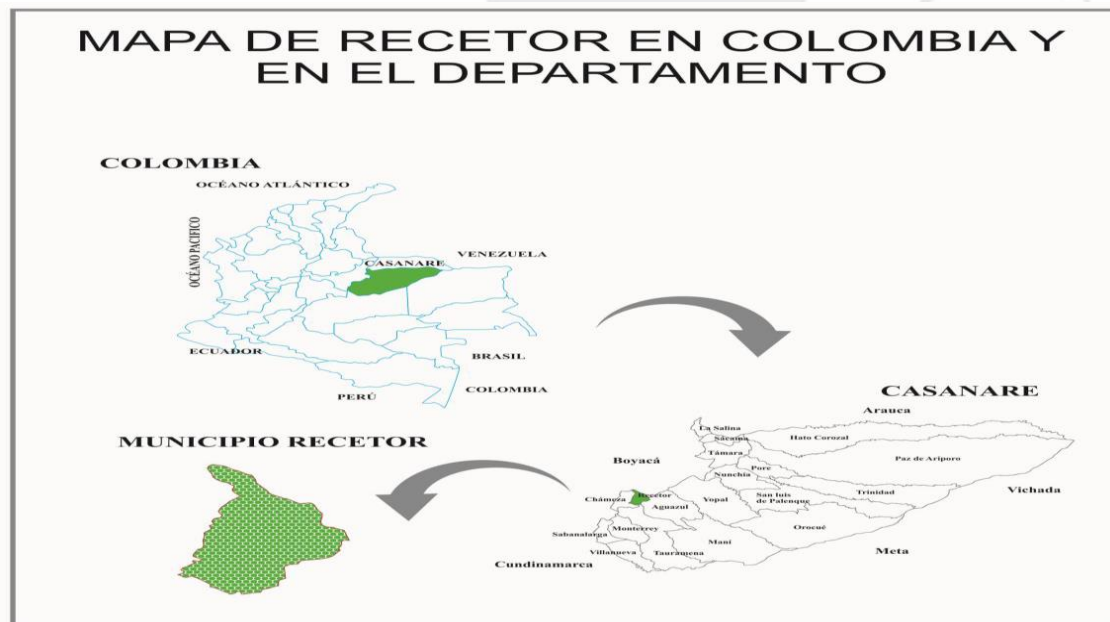 MAPA DE RECETOR EN COLOMBIA Y
EN EL DEPARTAMENTO
COLOMBIA
OCÉANO ATLÁNTICO
OCÉANO PACIFICO
VENEZUELA
CASANARE
ECUADOR
BRASIL
COLOMBIA
PERÚ
CASANARE
Arauca
La Salina
Sácama
Hato Corozal
Támara
Paz de Ariporo
Boyacá
Pore
Nunchía
Vichada
Trinidad
Recetor
Chámeza
Yopal
San luis
de Palenque
Aguazul
Orocué
Monterrey
Sabanalarga
Maní
Villanueva
Tauramena
Meta
Cundinamarca
MUNICIPIO RECETOR